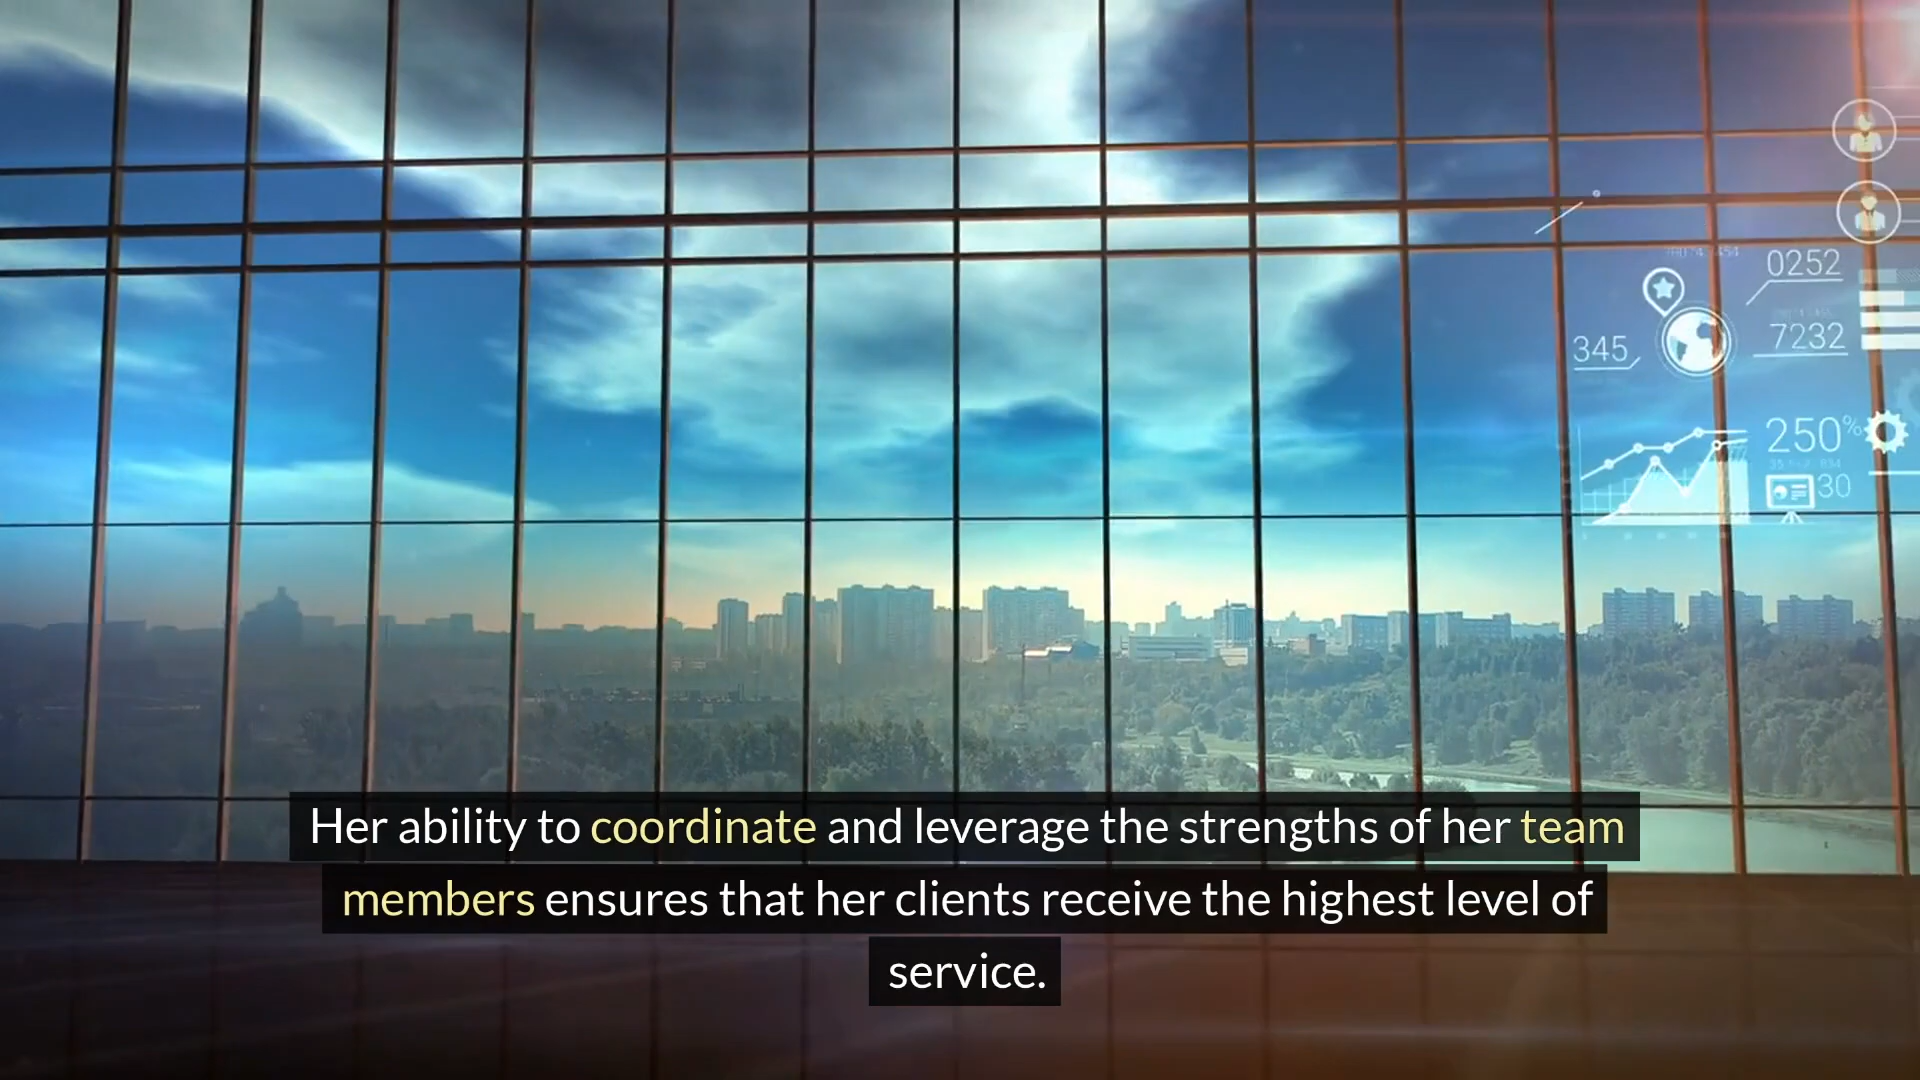 0252
345
7232
250%
30
Her ability to coordinate and leverage the strengths of her team
members ensures that her clients receive the highest level of
service.